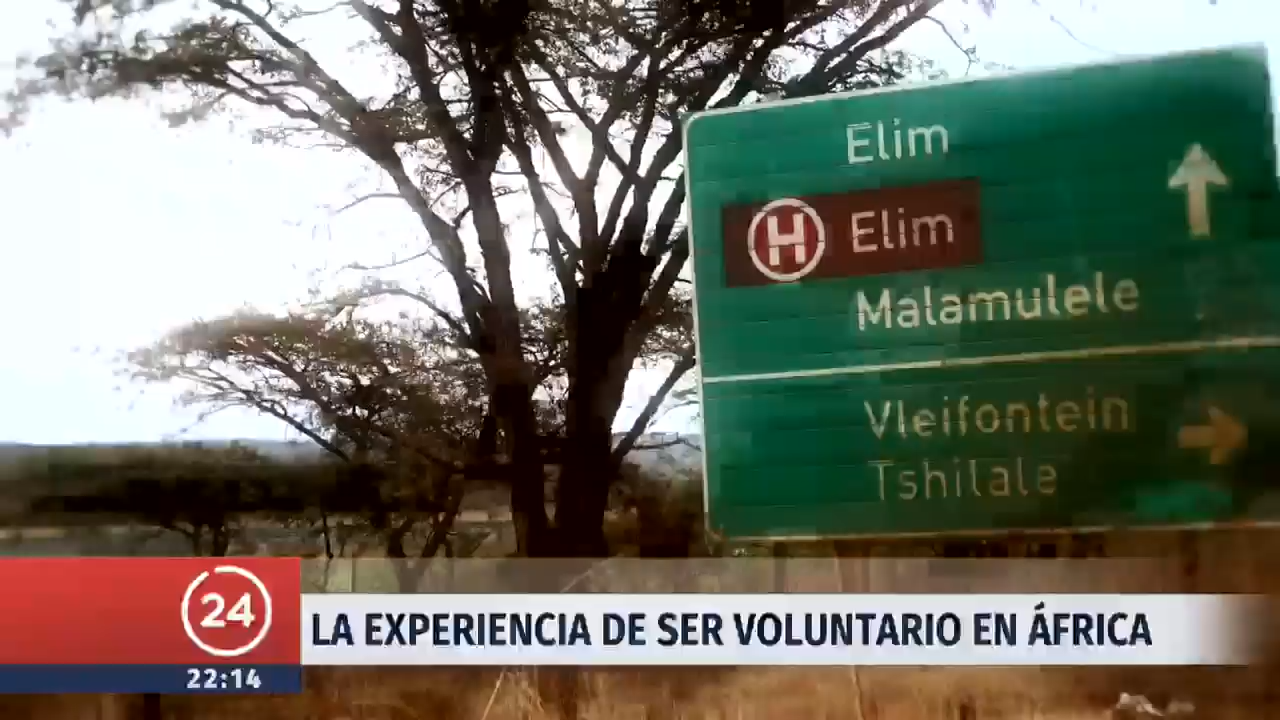 Elim
H Elim
Malamulele
Vleifontein
Tshilale
24
LA EXPERIENCIA DE SER VOLUNTARIO EN ÁFRICA
22:14